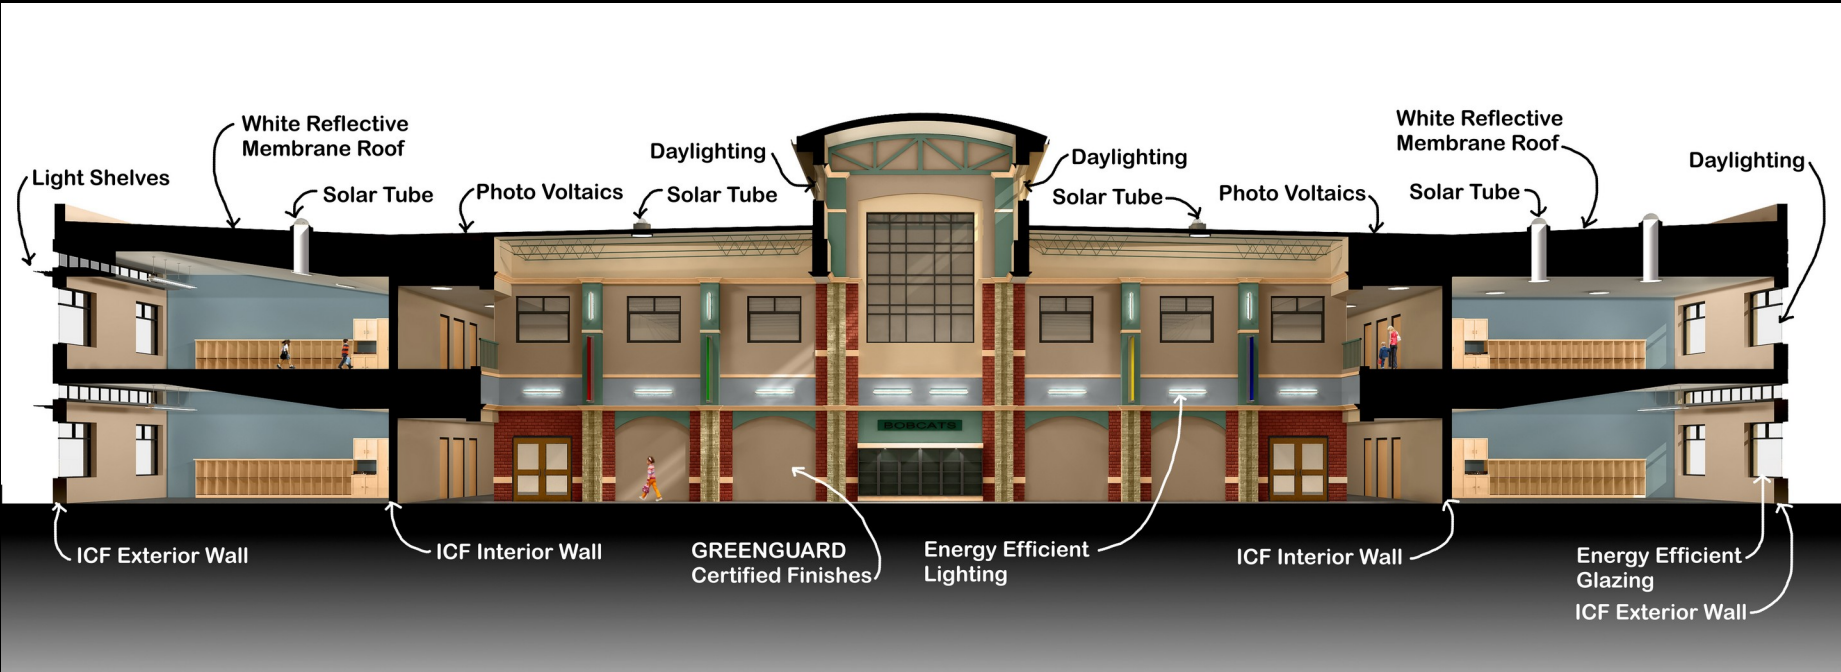 White Reflective
Membrane Roof
White Reflective
Membrane Roof
Light Shelves
Solar Tube
Photo Voltaics
Daylighting
Solar Tube
Daylighting
Solar Tube
Photo Voltaics
Solar Tube
Daylighting
BOBCATS
ICF Exterior Wall
ICF Interior Wall
GREENGUARD
Certified Finishes
Energy Efficient
Lighting
ICF Interior Wall
Energy Efficient
Glazing
ICF Exterior Wall